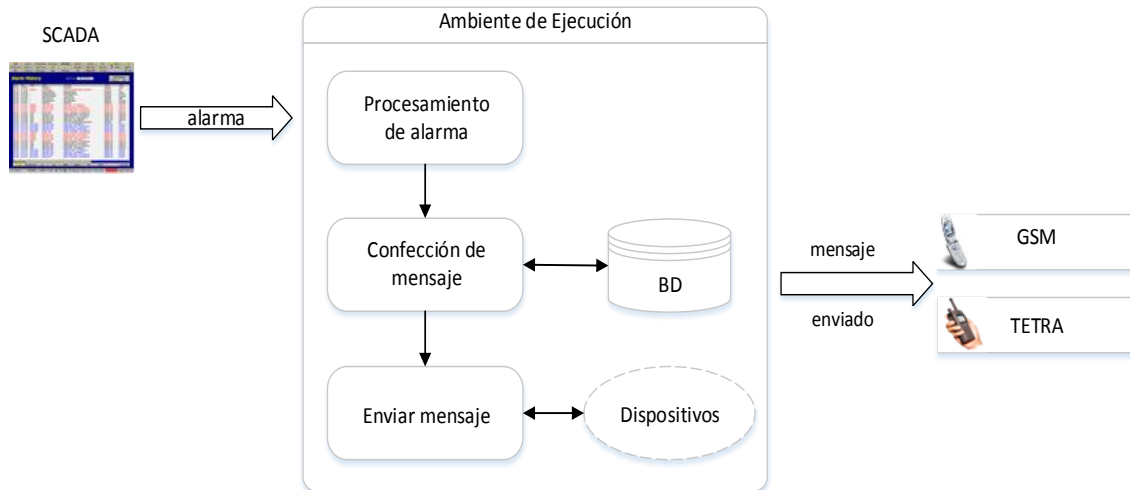 Ambiente de Ejecución
SCADA
alarma
Procesamiento
de alarma
Confección de
mensaje
BD
Enviar mensaje
Dispositivos
mensaje
enviado
GSM
TETRA